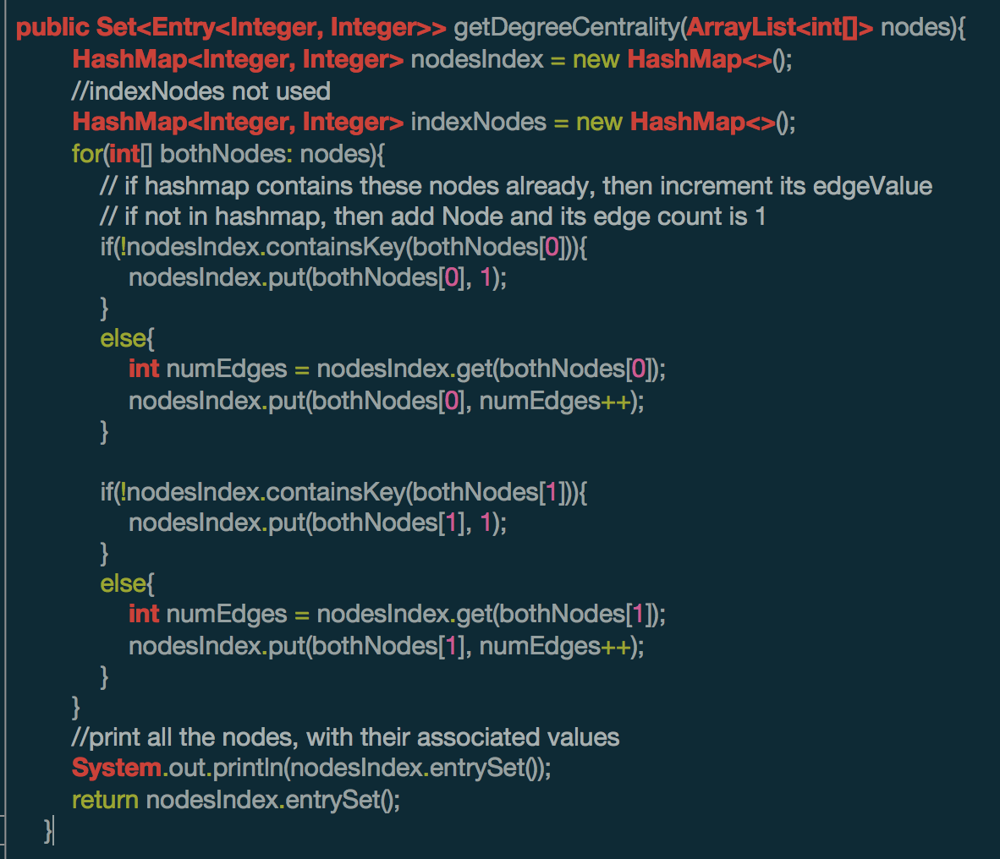 public Set<Entry<Integer, Integer>> getDegreeCentrality(ArrayList<int[]> nodes){
HashMap<Integer, Integer> nodesIndex = new HashMap<>();
//indexNodes not used
HashMap<Integer, Integer> indexNodes = new HashMap<>();
for(int[] bothNodes: nodes){
// if hashmap contains these nodes already, then increment its edgeValue
// if not in hashmap, then add Node and its edge count is 1
if(!nodesIndex.containsKey(bothNodes[0])){
nodesIndex.put(bothNodes[0], 1);
}
else{
int numEdges = nodesIndex.get(bothNodes[0]);
nodesIndex.put(bothNodes[0], numEdges++);
}
if(!nodesIndex.containsKey(bothNodes[1])){
nodesIndex.put(bothNodes[1], 1);
}
else{
int numEdges = nodesIndex.get(bothNodes[1]);
nodesIndex.put(bothNodes[1], numEdges++);
}
}
//print all the nodes, with their associated values
System.out.println(nodesIndex.entrySet());
return nodesIndex.entrySet();
}